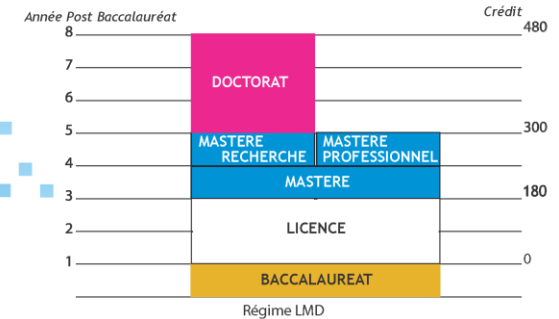 Année Post Baccalauréat
Crédit
8
480
7
DOCTORAT
6
5
300
MASTERE
RECHERCHE
MASTERE
PROFESSIONNEL
4
MASTERE
3
180
2
LICENCE
1
0
BACCALAUREAT
Régime LMD